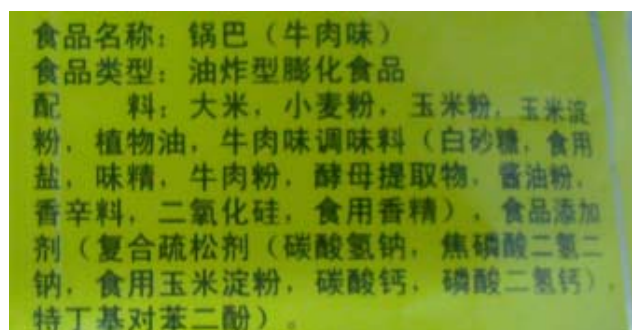 食品名称：锅巴（牛肉味）
食品类型：油炸型膨化食品
配　　料：大米，小麦粉，玉米粉，玉米淀
粉，植物油，牛肉味调味料（白砂糖，食用
盐，味精，牛肉粉，酵母提取物，酱油粉，
香辛料，二氧化硅，食用香精），食品添加
剂（复合疏松剂（碳酸氢钠，焦磷酸二氢二
钠，食用玉米淀粉，碳酸钙，磷酸二氢钙），
特丁基对苯二酚）。